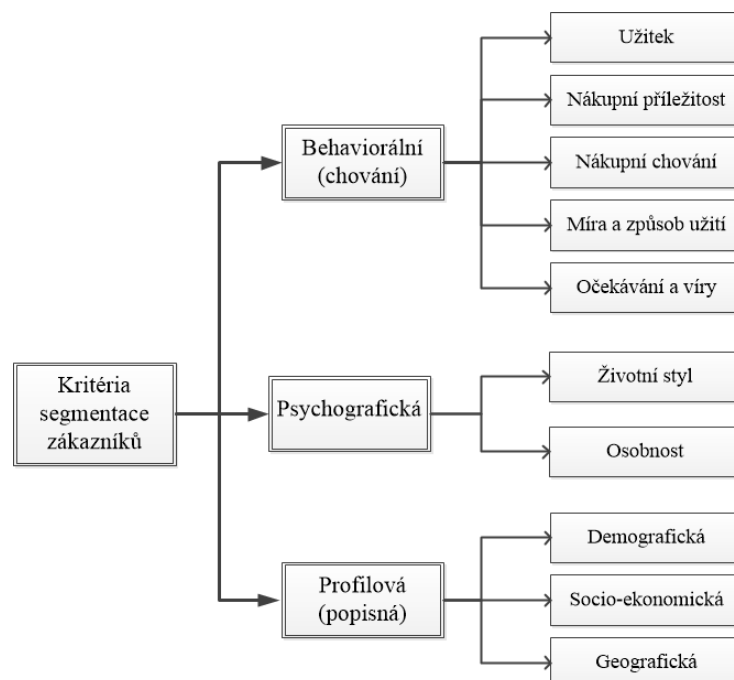 Kritéria
segmentace
zákazníků
Behaviorální
(chování)
Užitek
Nákupní příležitost
Nákupní chování
Míra a způsob užití
Očekávání a víry
Psychografická
Životní styl
Osobnost
Profilová
(popisná)
Demografická
Socio-ekonomická
Geografická